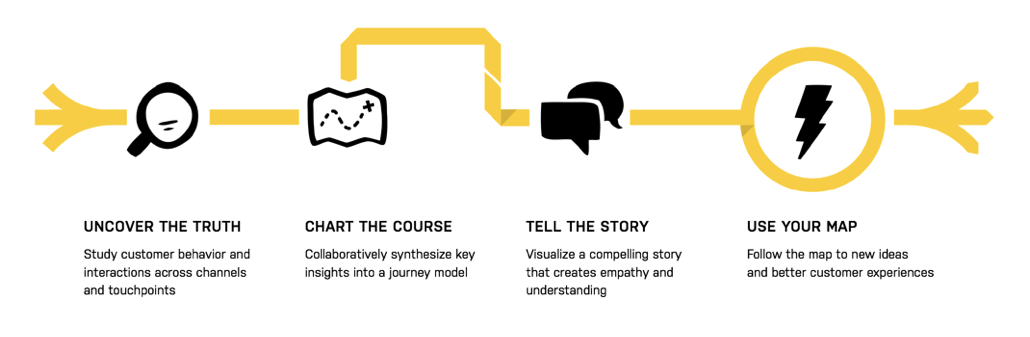 UNCOVER THE TRUTH
Study customer behavior and
interactions across channels
and touchpoints
CHART THE COURSE
Collaboratively synthesize key
insights into a journey model
TELL THE STORY
Visualize a compelling story
that creates empathy and
understanding
USE YOUR MAP
Follow the map to new ideas
and better customer experiences